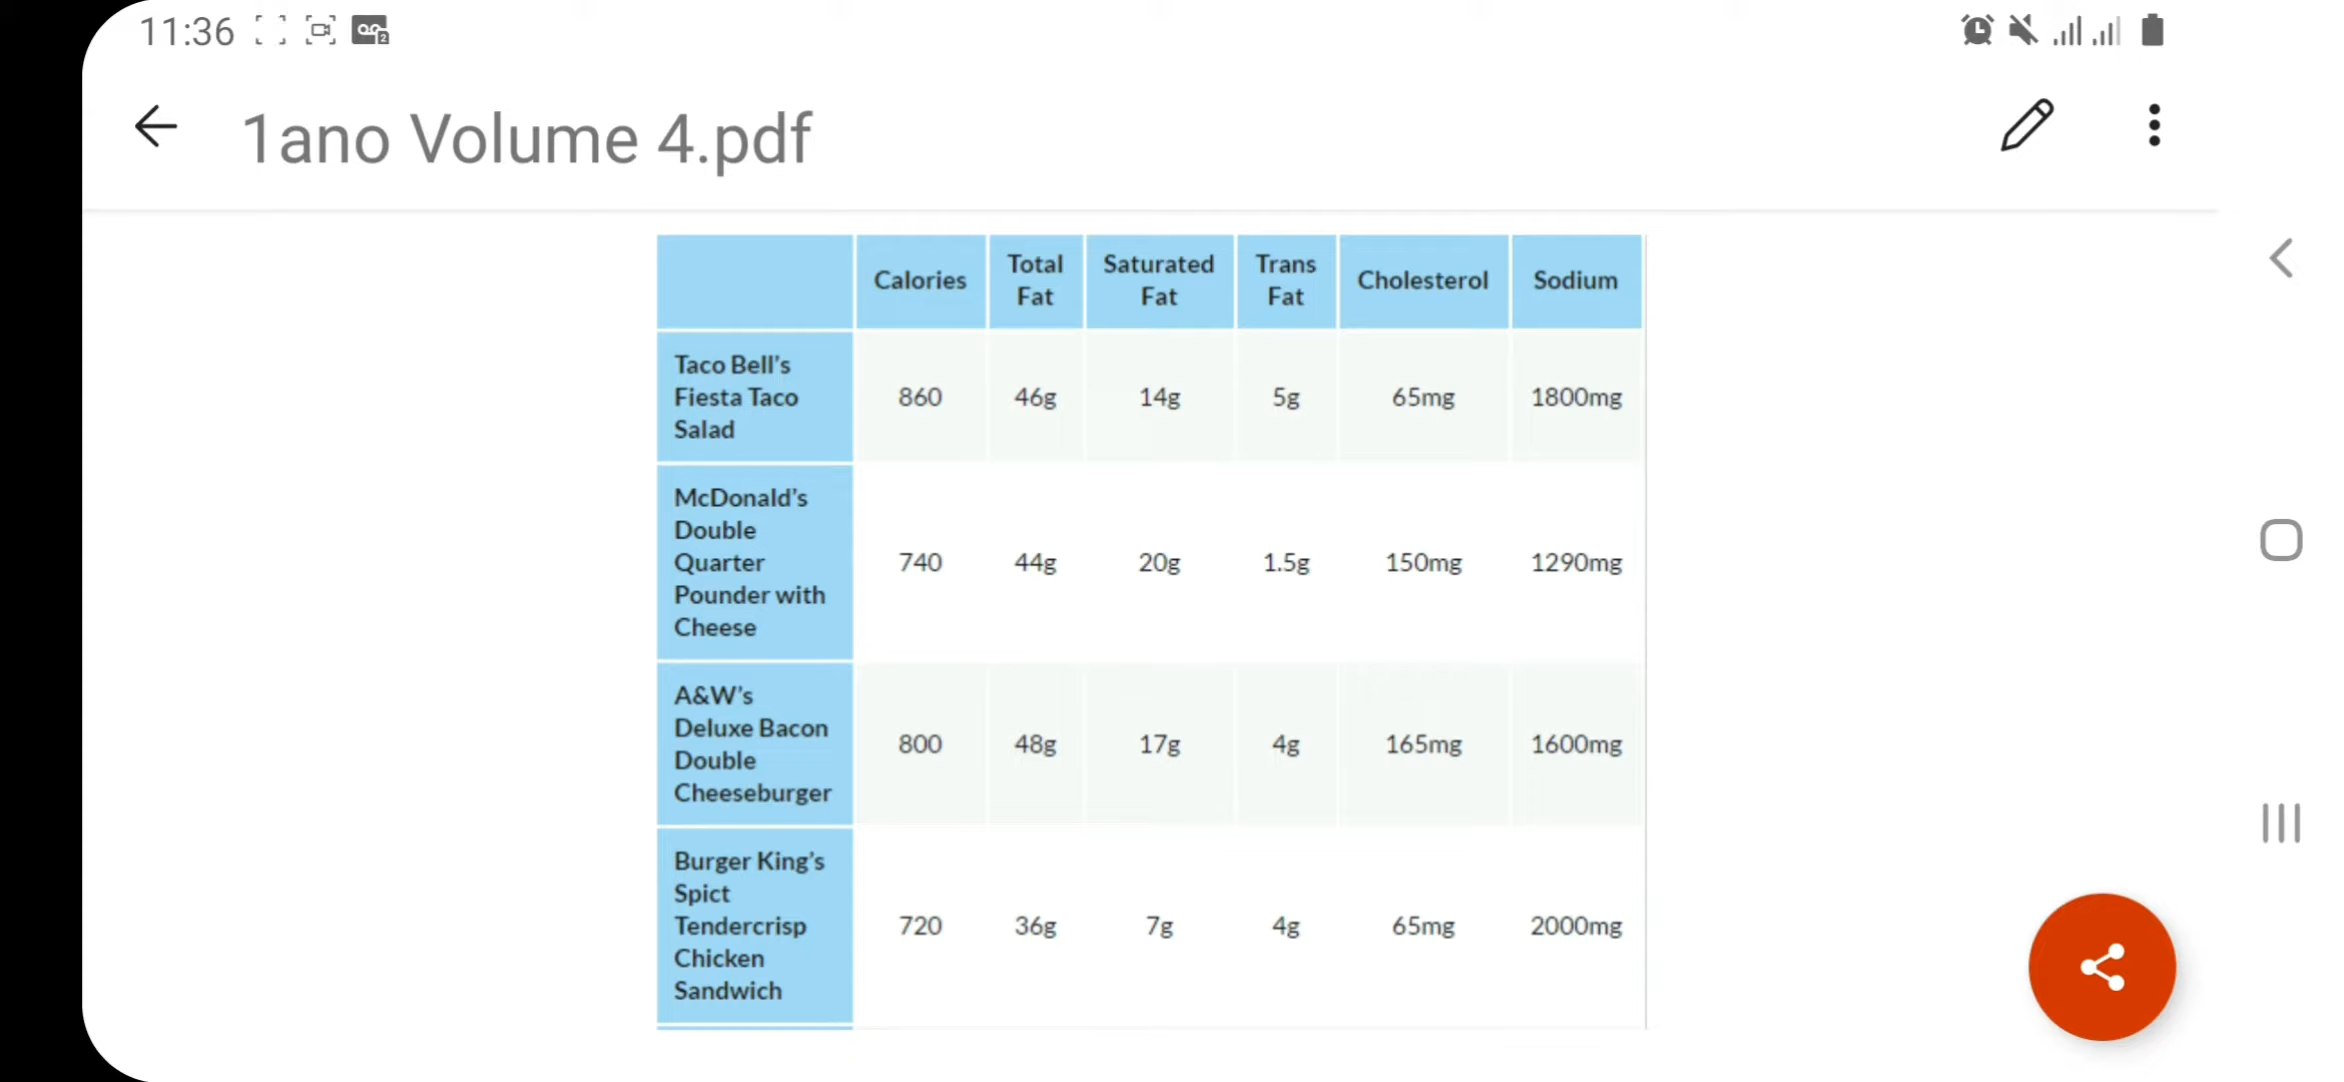 11:36
1ano Volume 4.pdf
Calories
Total
Fat
Saturated
Fat
Trans
Fat
Cholesterol
Sodium
Taco Bell's
Fiesta Taco
Salad
860
46g
14g
5g
65mg
1800mg
McDonald's
Double
Quarter
Pounder with
Cheese
740
44g
20g
1.5g
150mg
1290mg
A&W's
Deluxe Bacon
Double
Cheeseburger
800
48g
17g
4g
165mg
1600mg
Burger King's
Spict
Tendercrisp
Chicken
Sandwich
720
36g
7g
4g
65mg
2000mg